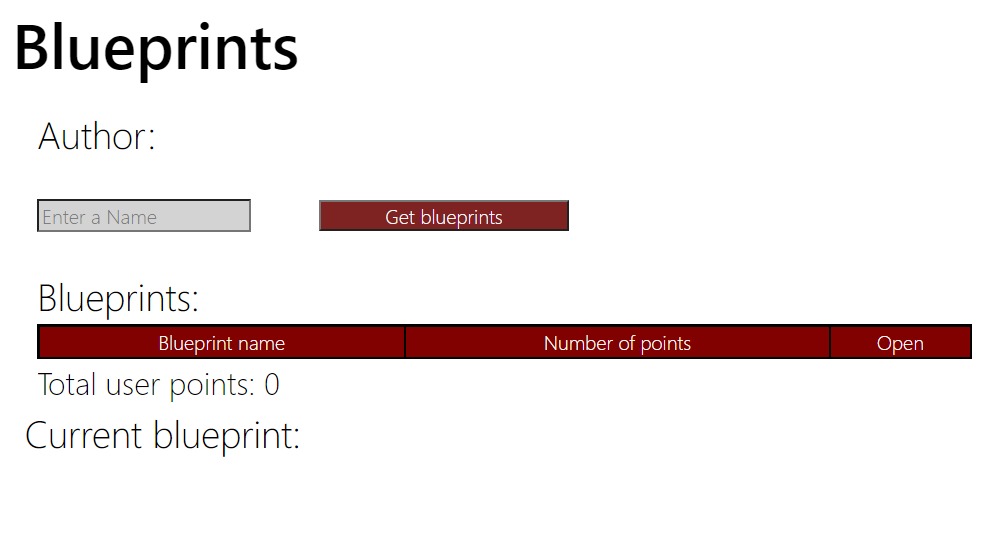 Blueprints
Author:
Enter a Name Get blueprints
Blueprints:
Blueprint name Number of points Open
Total user points: 0
Current blueprint: